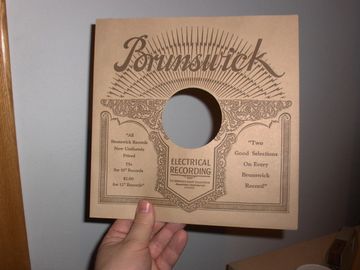 Brunswick
"All
Brunswick Records
Now Uniformly
Priced
75¢
for 10" Records
$1.00
for 12" Records"
ELECTRICAL
RECORDING
"Two
Good Selections
On Every
Brunswick
Record"